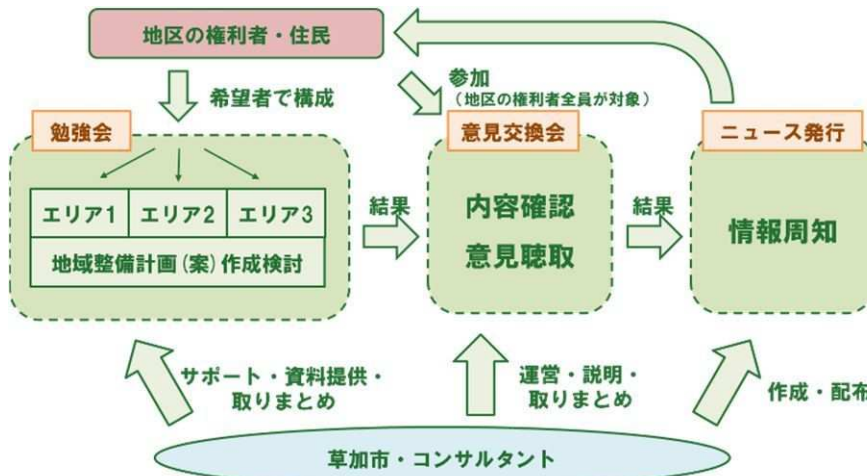 地区の権利者・住民
希望者で構成
参加
（地区の権利者全員が対象）
勉強会
意見交換会
ニュース発行
エリア1
エリア2
エリア3
地域整備計画（案）作成検討
結果
内容確認
意見聴取
結果
情報周知
サポート・資料提供・
取りまとめ
運営・説明・
取りまとめ
作成・配布
草加市・コンサルタント